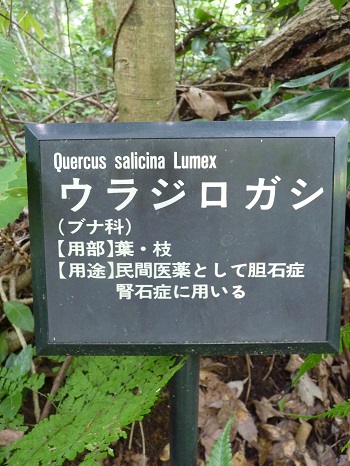 Quercus salicina Lumex
ウラジロガシ
(ブナ科)
【用部】葉・枝
【用途】民間医薬として胆石症
腎石症に用いる